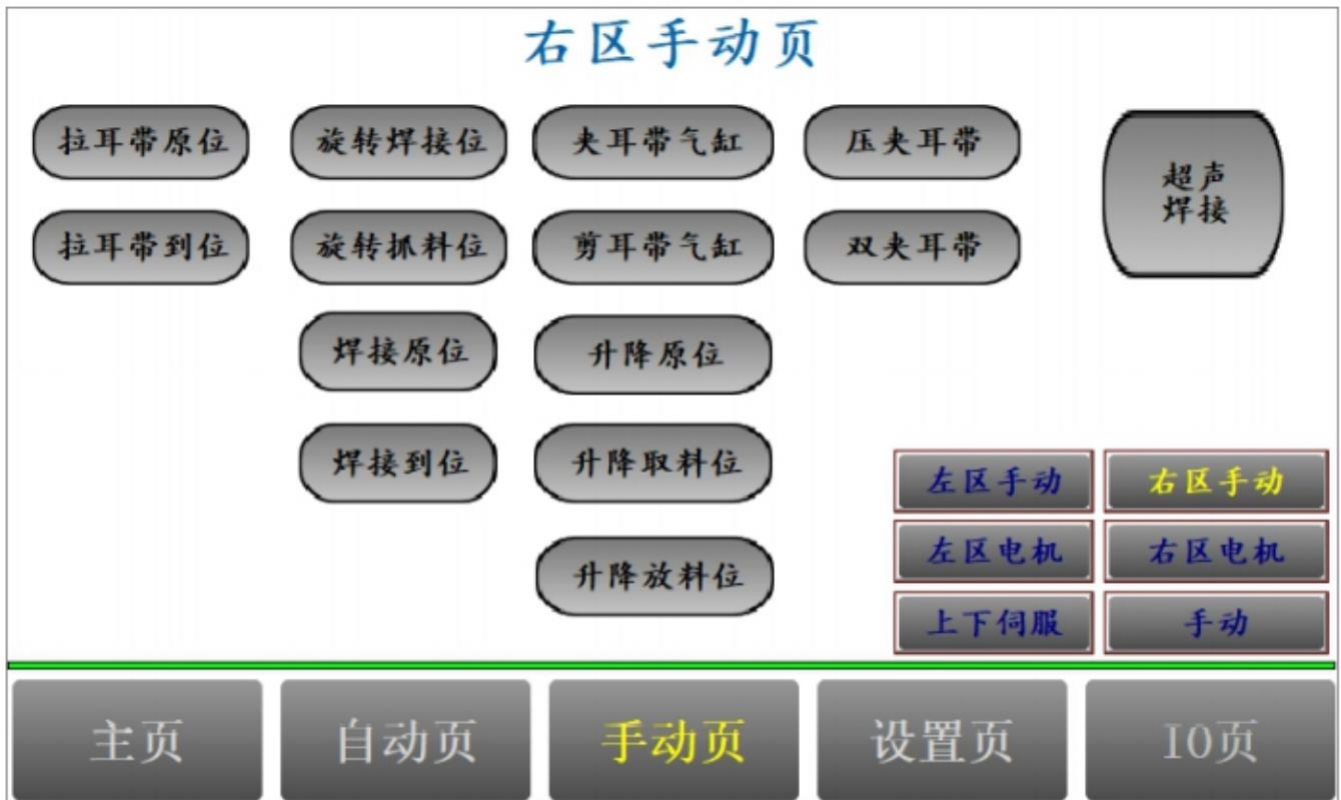 右区手动页
拉耳带原位
旋转焊接位
夹耳带气缸
压夹耳带
超声
焊接
拉耳带到位
旋转抓料位
剪耳带气缸
双夹耳带
焊接原位
升降原位
焊接到位
升降取料位
升降放料位
左区手动
右区手动
左区电机
右区电机
上下伺服
手动
主页
自动页
手动页
设置页
IO页